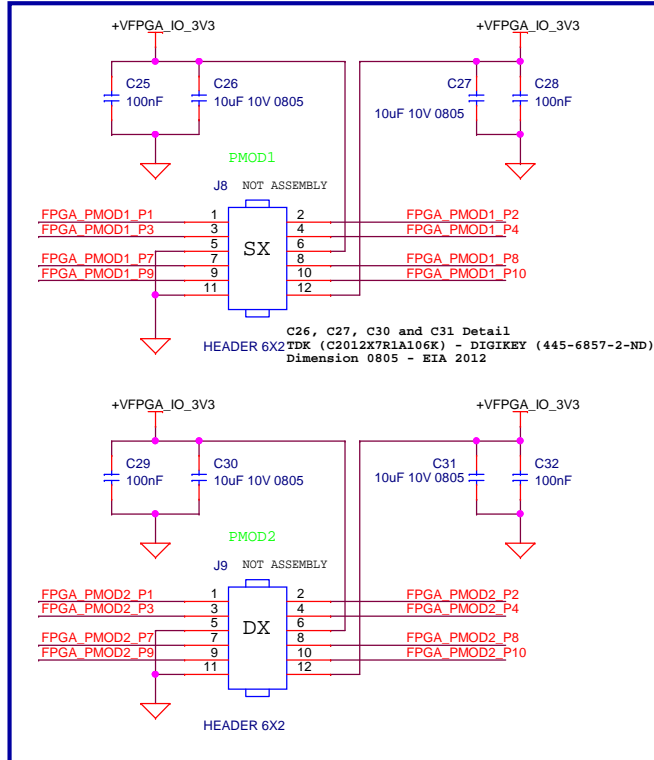 +VFPGA_IO_3V3 +VFPGA_IO_3V3
C25 C26 C27 C28
100nF 10uF 10V 0805 10uF 10V 0805 100nF
PMOD1
J8 NOT ASSEMBLY
FPGA_PMOD1_P1 1 2 FPGA_PMOD1_P2
FPGA_PMOD1_P3 3 4 FPGA_PMOD1_P4
5 SX 6
FPGA_PMOD1_P7 7 8 FPGA_PMOD1_P8
FPGA_PMOD1_P9 9 10 FPGA_PMOD1_P10
11 12
C26, C27, C30 and C31 Detail
HEADER 6X2 TDK (C2012X7R1A106K) - DIGIKEY (445-6857-2-ND)
Dimension 0805 - EIA 2012
+VFPGA_IO_3V3 +VFPGA_IO_3V3
C29 C30 C31 C32
100nF 10uF 10V 0805 10uF 10V 0805 100nF
PMOD2
J9 NOT ASSEMBLY
FPGA_PMOD2_P1 1 2 FPGA_PMOD2_P2
FPGA_PMOD2_P3 3 4 FPGA_PMOD2_P4
5 DX 6
FPGA_PMOD2_P7 7 8 FPGA_PMOD2_P8
FPGA_PMOD2_P9 9 10 FPGA_PMOD2_P10
11 12
HEADER 6X2